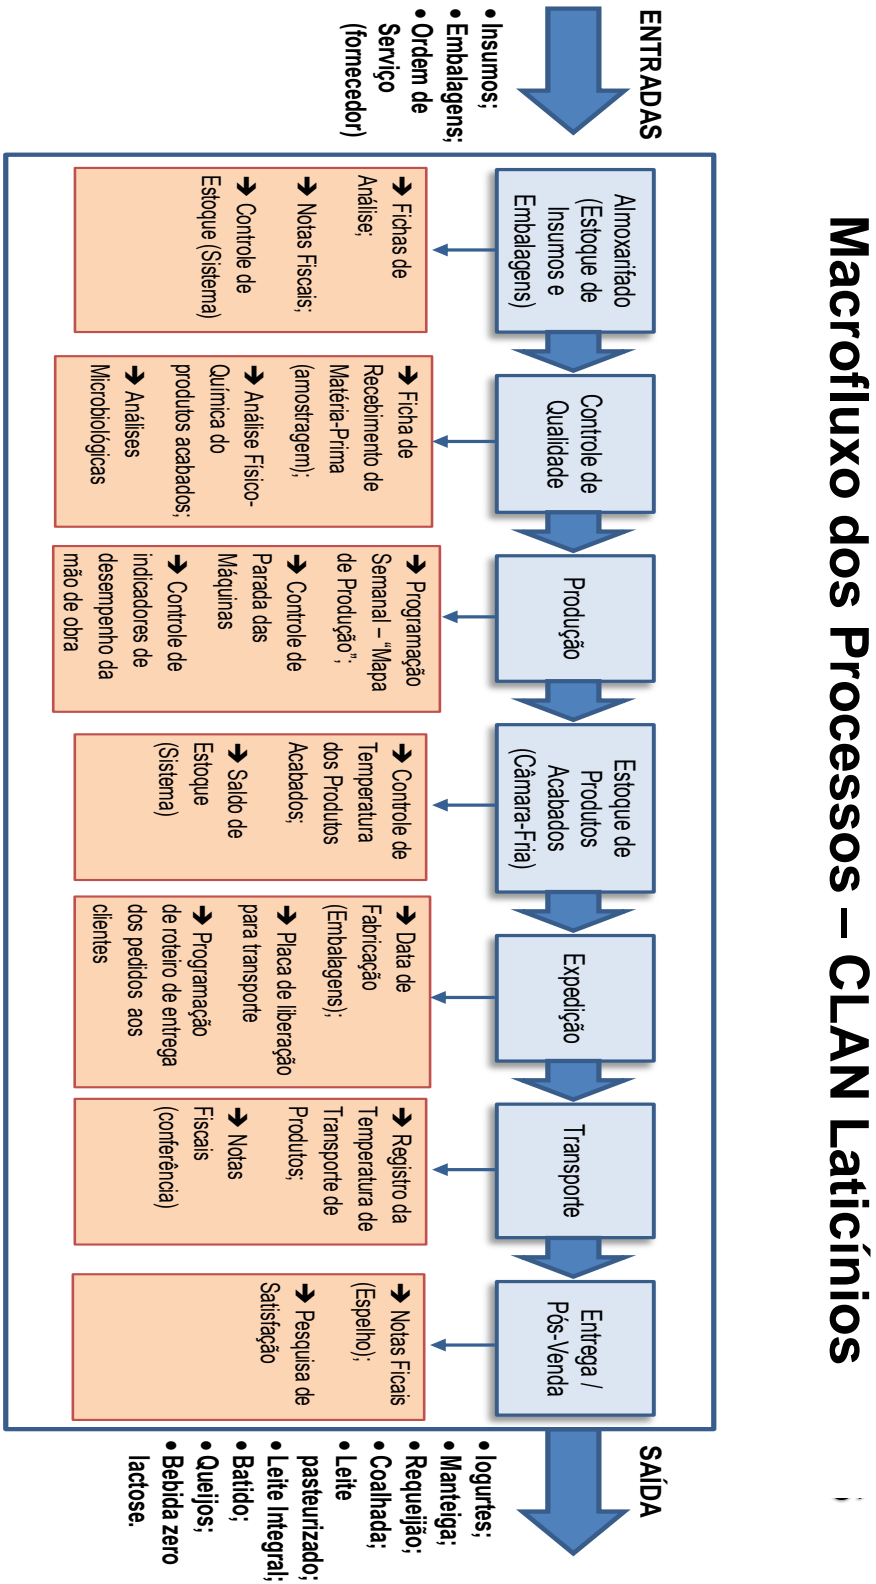 Macrofluxo dos Processos – CLAN Laticínios
ENTRADAS
• Insumos;
• Embalagens;
• Ordem de
Serviço
(fornecedor)
Almoxarifado
(Estoque de
Insumos e
Embalagens)
➔ Fichas de
Análise;
➔ Notas Fiscais;
➔ Controle de
Estoque (Sistema)
Controle de
Qualidade
➔ Ficha de
Recebimento de
Matéria-Prima
(amostragem);
➔ Análise Físico-
Química do
produtos acabados;
➔ Análises
Microbiológicas
Produção
➔ Programação
Semanal – “Mapa
de Produção”;
➔ Controle de
Parada das
Máquinas
➔ Controle de
indicadores de
desempenho da
mão de obra
Estoque de
Produtos
Acabados
(Câmara-Fria)
➔ Controle de
Temperatura
dos Produtos
Acabados;
➔ Saldo de
Estoque
(Sistema)
Expedição
➔ Data de
Fabricação
(Embalagens);
➔ Placa de liberação
para transporte
➔ Programação
de roteiro de entrega
dos pedidos aos
clientes
Transporte
➔ Registro da
Temperatura de
Transporte de
Produtos;
➔ Notas
Fiscais
(conferência)
Entrega /
Pós-Venda
➔ Notas Ficais
(Espelho);
➔ Pesquisa de
Satisfação
SAÍDA
• Iogurtes;
• Manteiga;
• Requeijão;
• Coalhada;
• Leite
pasteurizado;
• Leite Integral;
• Batido;
• Queijos;
• Bebida zero
lactose.